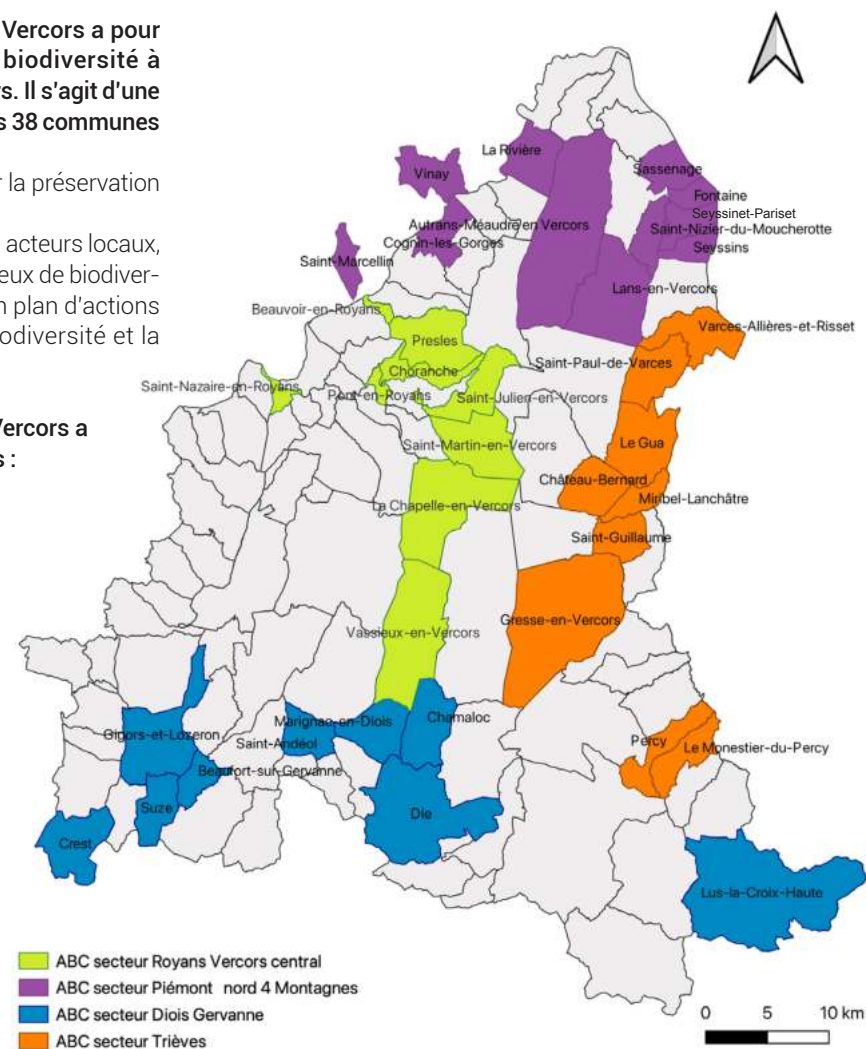 Vercors a pour
biodiversité à
rs. Il s'agit d'une
s 38 communes
r la préservation
acteurs locaux,
eux de biodiver-
n plan d'actions
odiversité et la
Vercors a
s :
La Rivière
Vinay
Sassenage
Fontaine
Seyssinet-Pariset
Autrans-Méaudre en Vercors
Saint-Nizier-du-Moucherotte
Cognin-les-Gorges
Seyssins
Saint-Marcellin
Lans-en-Vercors
Beauvoir-en-Royans
Varces-Allières-et-Risset
Presles
Saint-Paul-de-Varces
Choranche
Saint-Nazaire-en-Royans
Pont-en-Royans
Saint-Julien-en-Vercors
Le Gua
Saint-Martin-en-Vercors
Château-Bernard
Miribel-Lanchâtre
La Chapelle-en-Vercors
Saint-Guillaume
Gresse-en-Vercors
Vassieux-en-Vercors
Marignac-en-Diois
Chamaloc
Gigors-et-Lozeron
Saint-Andéol
Percy
Le Monestier-du-Percy
Beaufort-sur-Gervanne
Suze
Die
Crest
Lus-la-Croix-Haute
ABC secteur Royans Vercors central
ABC secteur Piémont nord 4 Montagnes
ABC secteur Diois Gervanne
ABC secteur Trièves
0 5 10 km